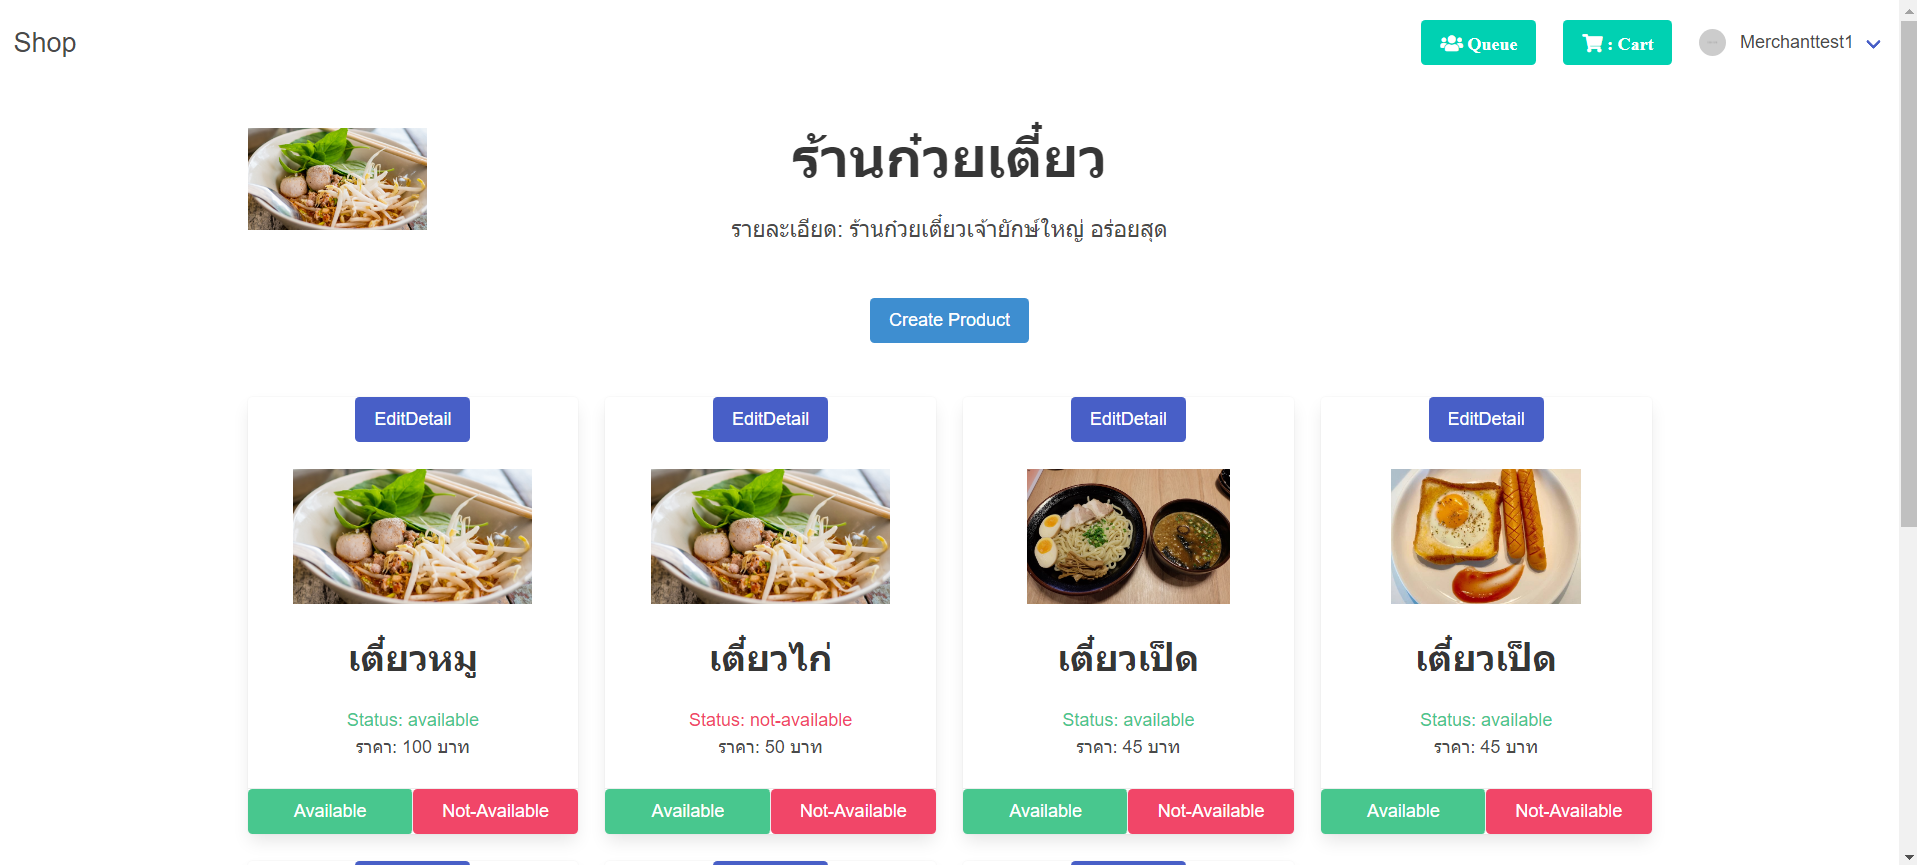 Shop
Queue
: Cart
Merchanttest1
ร้านก๋วยเตี๋ยว
รายละเอียด: ร้านก๋วยเตี๋ยวเจ้ายักษ์ใหญ่ อร่อยสุด
Create Product
EditDetail
EditDetail
EditDetail
EditDetail
เตี๋ยวหมู
เตี๋ยวไก่
เตี๋ยวเป็ด
เตี๋ยวเป็ด
Status: available
Status: not-available
Status: available
Status: available
ราคา: 100 บาท
ราคา: 50 บาท
ราคา: 45 บาท
ราคา: 45 บาท
Available
Not-Available
Available
Not-Available
Available
Not-Available
Available
Not-Available